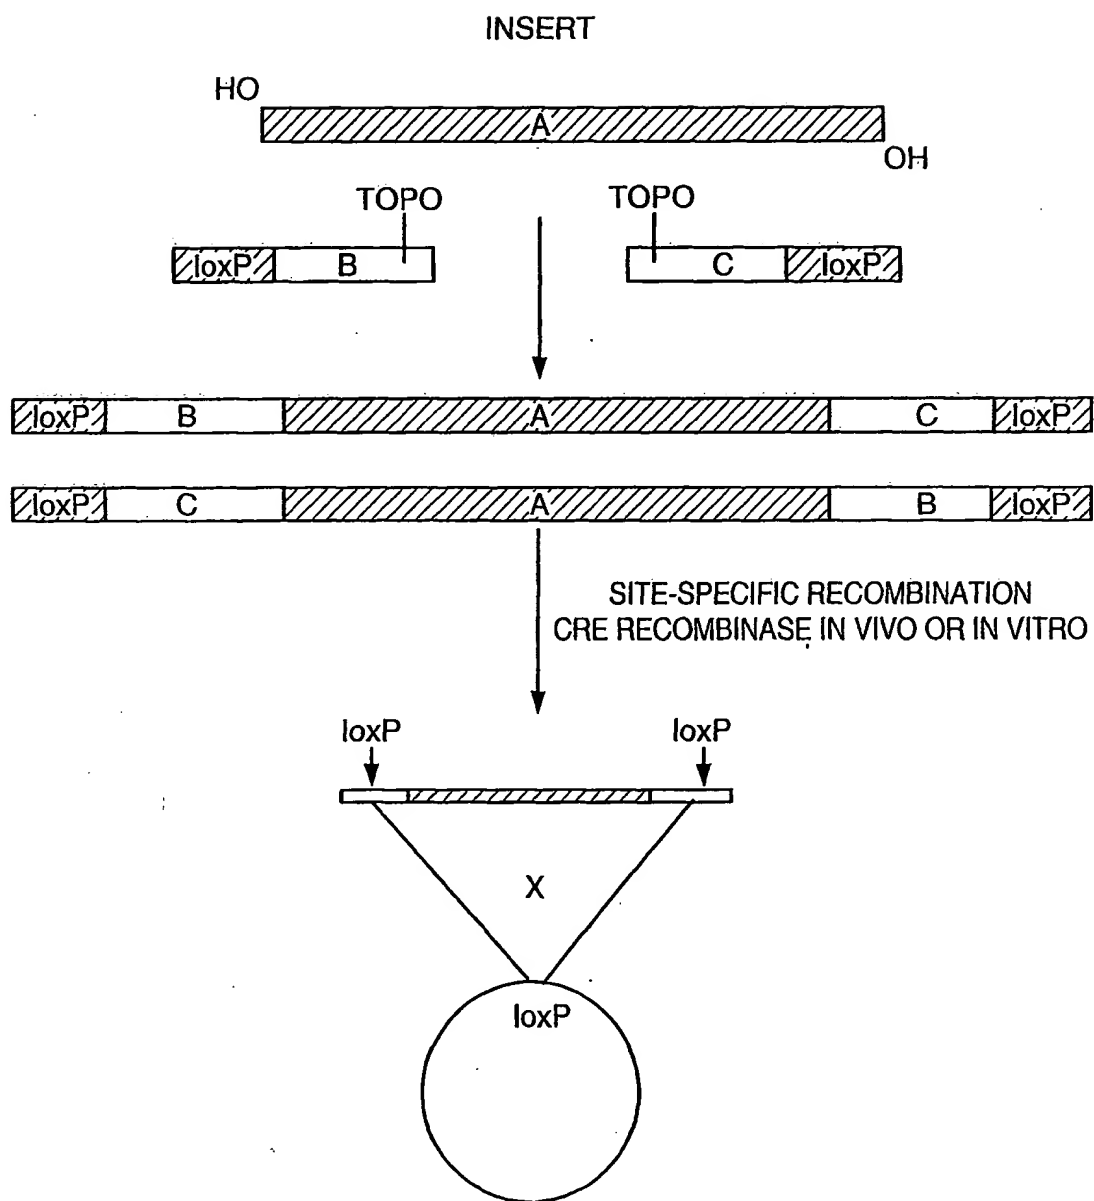 INSERT
HO
A
OH
TOPO TOPO
loxP B C loxP
loxP B A C loxP
loxP C A B loxP
SITE-SPECIFIC RECOMBINATION
CRE RECOMBINASE IN VIVO OR IN VITRO
loxP loxP
X
loxP